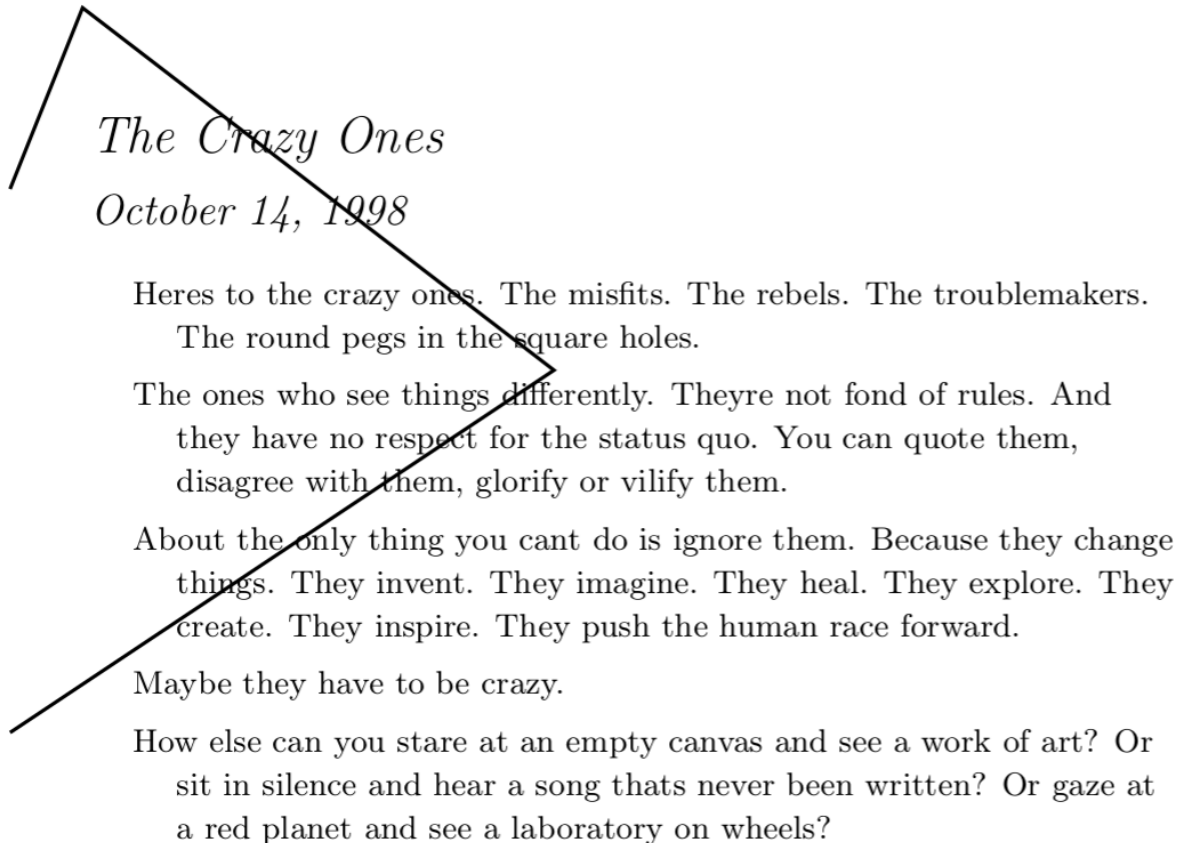 The Crazy Ones
October 14, 1998
Heres to the crazy ones. The misfits. The rebels. The troublemakers.
The round pegs in the square holes.
The ones who see things differently. Theyre not fond of rules. And
they have no respect for the status quo. You can quote them,
disagree with them, glorify or vilify them.
About the only thing you cant do is ignore them. Because they change
things. They invent. They imagine. They heal. They explore. They
create. They inspire. They push the human race forward.
Maybe they have to be crazy.
How else can you stare at an empty canvas and see a work of art? Or
sit in silence and hear a song thats never been written? Or gaze at
a red planet and see a laboratory on wheels?